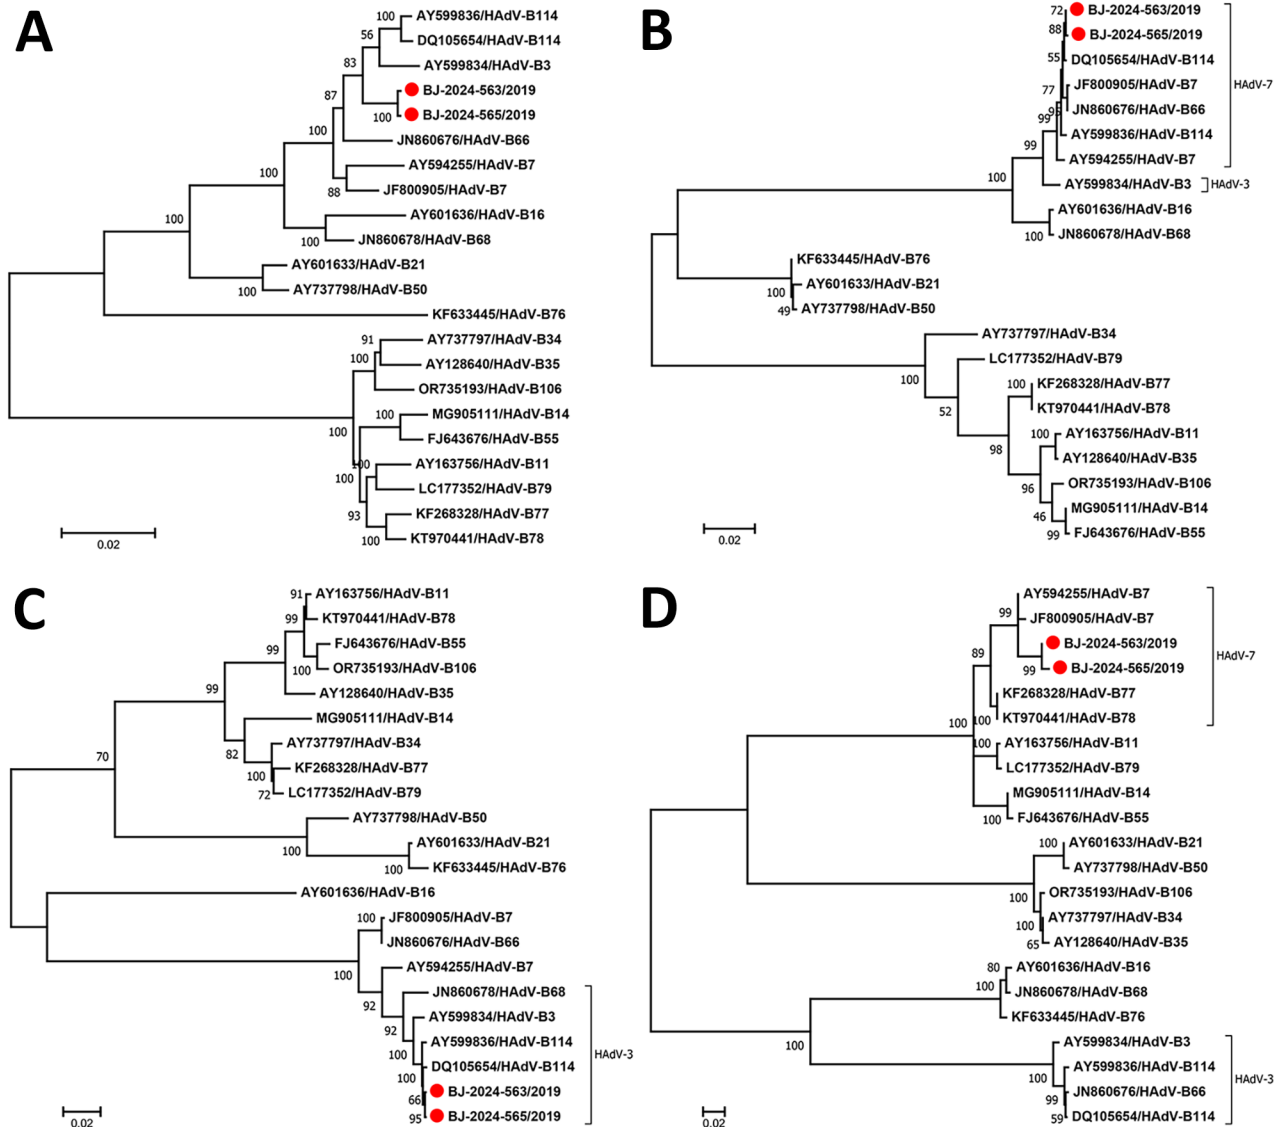 A
100
AY599836/HAdV-B114
56
DQ105654/HAdV-B114
83
AY599834/HAdV-B3
87
BJ-2024-563/2019
100
BJ-2024-565/2019
100
JN860676/HAdV-B66
AY594255/HAdV-B7
88
JF800905/HAdV-B7
100
AY601636/HAdV-B16
100
JN860678/HAdV-B68
100
AY601633/HAdV-B21
100
AY737798/HAdV-B50
KF633445/HAdV-B76
91
AY737797/HAdV-B34
100
AY128640/HAdV-B35
OR735193/HAdV-B106
100
MG905111/HAdV-B14
100
FJ643676/HAdV-B55
100
AY163756/HAdV-B11
100
LC177352/HAdV-B79
93
KF268328/HAdV-B77
100
KT970441/HAdV-B78
0.02
B
72
BJ-2024-563/2019
88
BJ-2024-565/2019
55
DQ105654/HAdV-B114
77
JF800905/HAdV-B7
HAdV-7
95
JN860676/HAdV-B66
99
AY599836/HAdV-B114
99
AY594255/HAdV-B7
100
AY599834/HAdV-B3
HAdV-3
AY601636/HAdV-B16
100
JN860678/HAdV-B68
KF633445/HAdV-B76
100
AY601633/HAdV-B21
49
AY737798/HAdV-B50
AY737797/HAdV-B34
100
LC177352/HAdV-B79
52
100
KF268328/HAdV-B77
KT970441/HAdV-B78
98
100
AY163756/HAdV-B11
AY128640/HAdV-B35
96
OR735193/HAdV-B106
46
MG905111/HAdV-B14
99
FJ643676/HAdV-B55
0.02
C
91
AY163756/HAdV-B11
99
KT970441/HAdV-B78
99
FJ643676/HAdV-B55
100
OR735193/HAdV-B106
99
AY128640/HAdV-B35
MG905111/HAdV-B14
82
AY737797/HAdV-B34
100
KF268328/HAdV-B77
72
LC177352/HAdV-B79
70
AY737798/HAdV-B50
100
AY601633/HAdV-B21
100
KF633445/HAdV-B76
AY601636/HAdV-B16
100
JF800905/HAdV-B7
JN860676/HAdV-B66
100
AY594255/HAdV-B7
92
JN860678/HAdV-B68
92
AY599834/HAdV-B3
100
AY599836/HAdV-B114
HAdV-3
100
DQ105654/HAdV-B114
66
BJ-2024-563/2019
95
BJ-2024-565/2019
0.02
D
AY594255/HAdV-B7
99
JF800905/HAdV-B7
89
BJ-2024-563/2019
HAdV-7
99
BJ-2024-565/2019
KF268328/HAdV-B77
100
100
KT970441/HAdV-B78
100
AY163756/HAdV-B11
LC177352/HAdV-B79
MG905111/HAdV-B14
100
FJ643676/HAdV-B55
100
AY601633/HAdV-B21
AY737798/HAdV-B50
100
OR735193/HAdV-B106
100
AY737797/HAdV-B34
65
AY128640/HAdV-B35
80
AY601636/HAdV-B16
100
JN860678/HAdV-B68
KF633445/HAdV-B76
100
AY599834/HAdV-B3
100
AY599836/HAdV-B114
HAdV-3
99
JN860676/HAdV-B66
59
DQ105654/HAdV-B114
0.02